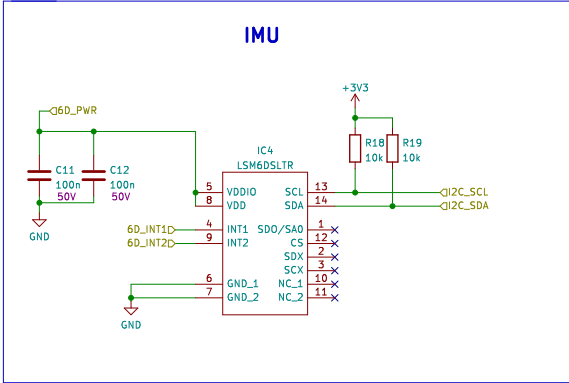 IMU
6D_PWR
C11
100n
50V
C12
100n
50V
GND
+3V3
R18
10k
R19
10k
IC4
LSM6DSLTR
5 VDDIO
8 VDD
4 INT1
9 INT2
6 GND_1
7 GND_2
SCL 13
SDA 14
SDO/SA0 1
CS 12
SDX 2
SCX 3
NC_1 10
NC_2 11
6D_INT1
6D_INT2
I2C_SCL
I2C_SDA
GND